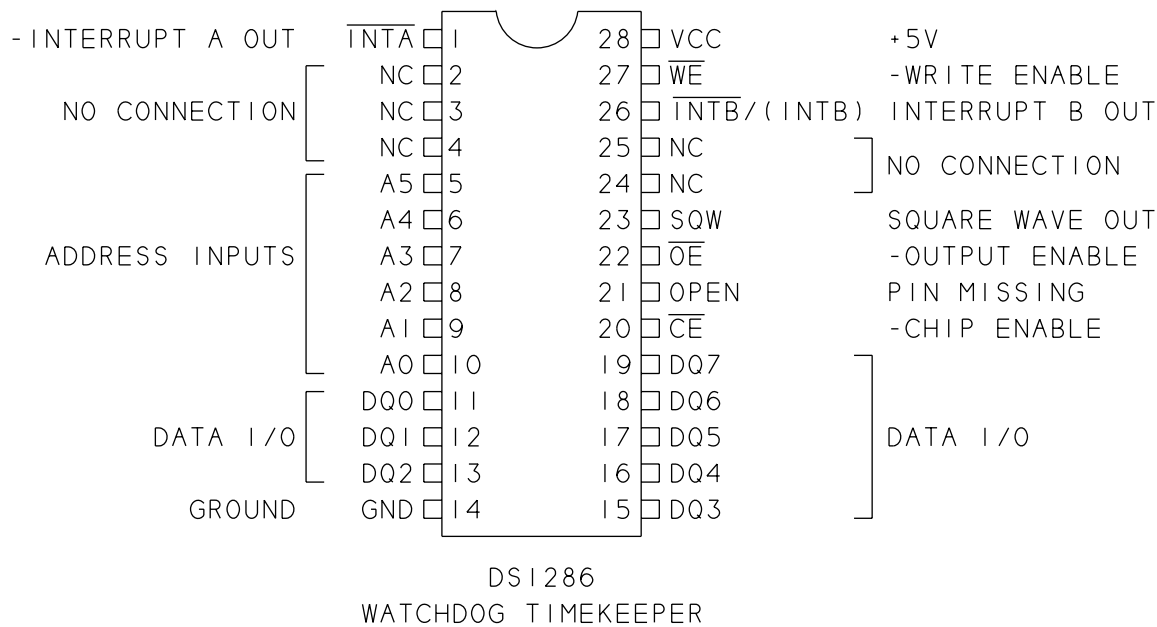 -INTERRUPT A OUT INTA 1 28 VCC +5V
NC 2 27 WE -WRITE ENABLE
NO CONNECTION NC 3 26 INTB/(INTB) INTERRUPT B OUT
NC 4 25 NC
NO CONNECTION
A5 5 24 NC
A4 6 23 SQW SQUARE WAVE OUT
ADDRESS INPUTS A3 7 22 OE -OUTPUT ENABLE
A2 8 21 OPEN PIN MISSING
A1 9 20 CE -CHIP ENABLE
A0 10 19 DQ7
DQ0 11 18 DQ6
DATA I/O DQ1 12 17 DQ5 DATA I/O
DQ2 13 16 DQ4
GROUND GND 14 15 DQ3
DS1286
WATCHDOG TIMEKEEPER